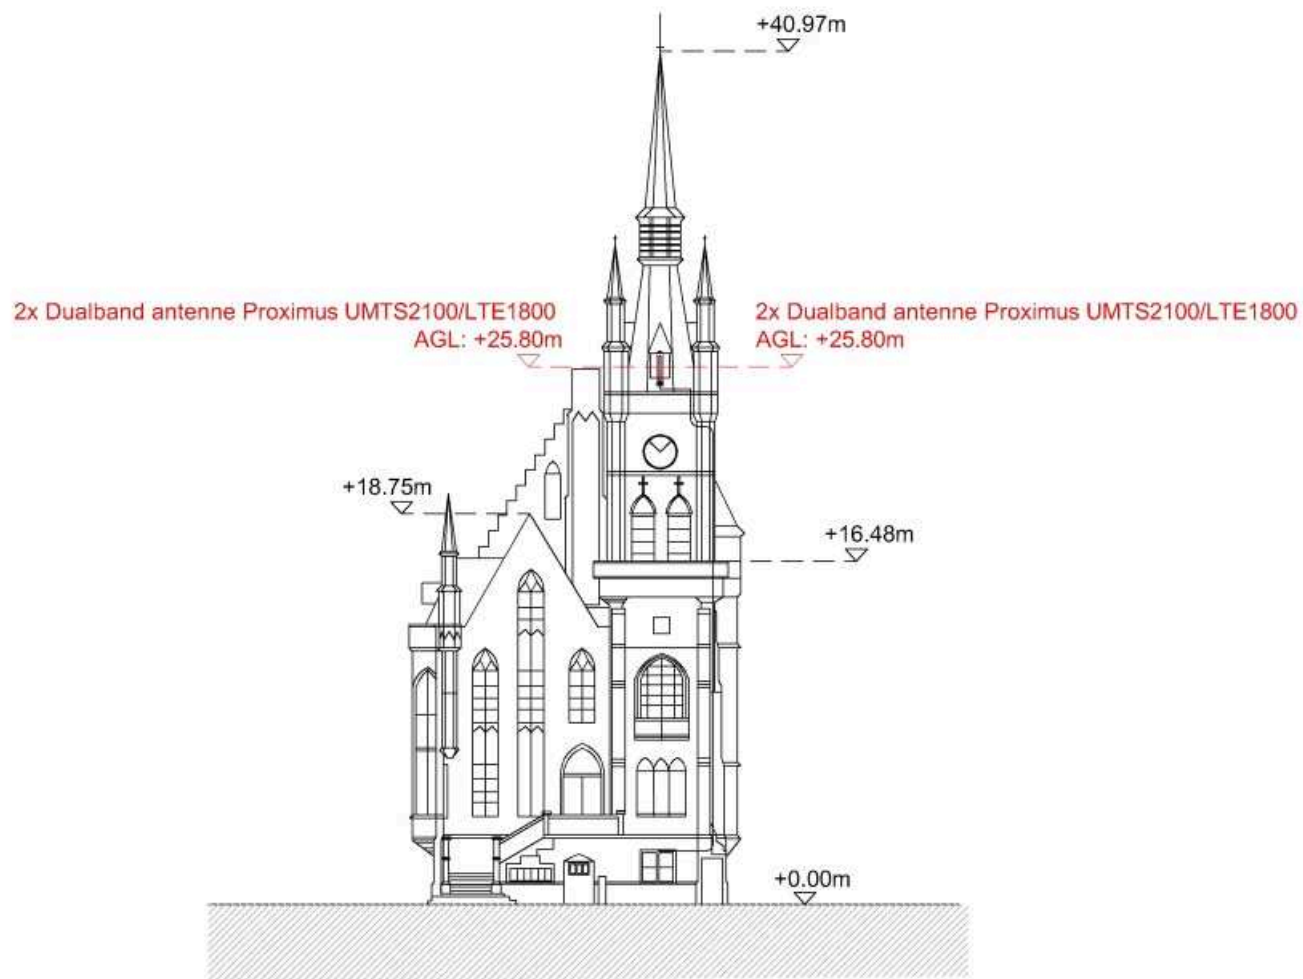 +40.97m
2x Dualband antenne Proximus UMTS2100/LTE1800
AGL: +25.80m
2x Dualband antenne Proximus UMTS2100/LTE1800
AGL: +25.80m
+18.75m
+16.48m
+0.00m